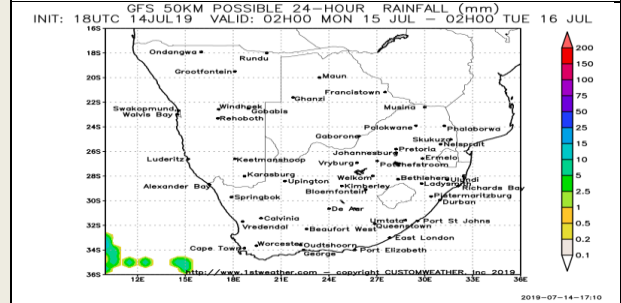 GFS 50KM POSSIBLE 24-HOUR RAINFALL (mm)
INIT: 18UTC 14JUL19 VALID: 02H00 MON 15 JUL – 02H00 TUE 16 JUL
16S
Ondangwa
Rundu
Grootfontein
20S
Maun
Francistown
22S
Ghanzi
Swakopmund
Walvis Bay
Windhoek
Gobabis
Rehoboth
Musina
24S
Polokwane
Phalaborwa
Gaborone
Skukuza
Nelspruit
26S
Johannesburg
Pretoria
Ermelo
Luderitz
Keetmanshoop
Vryburg
28S
Karasburg
Upington
Welkom
Bethlehem
Ulundi
Alexander Bay
Kimberley
Ladysmith
Richards Bay
Bloemfontein
30S
Springbok
Pietermaritzburg
Durban
De Aar
32S
Vredendal
Calvinia
Beaufort West
Umtata
Queenstown
Port St Johns
34S
Cape Town
Worcester
Oudtshoorn
George
East London
Port Elizabeth
36S
http://www.1stweather.com – copyright CUSTOMWEATHER, Inc 2019
12E 15E 18E 21E 24E 27E 30E 33E 36E
200
150
100
75
50
25
15
10
5
2.5
1
0.5
0.2
0.1
2019-07-14-17:10